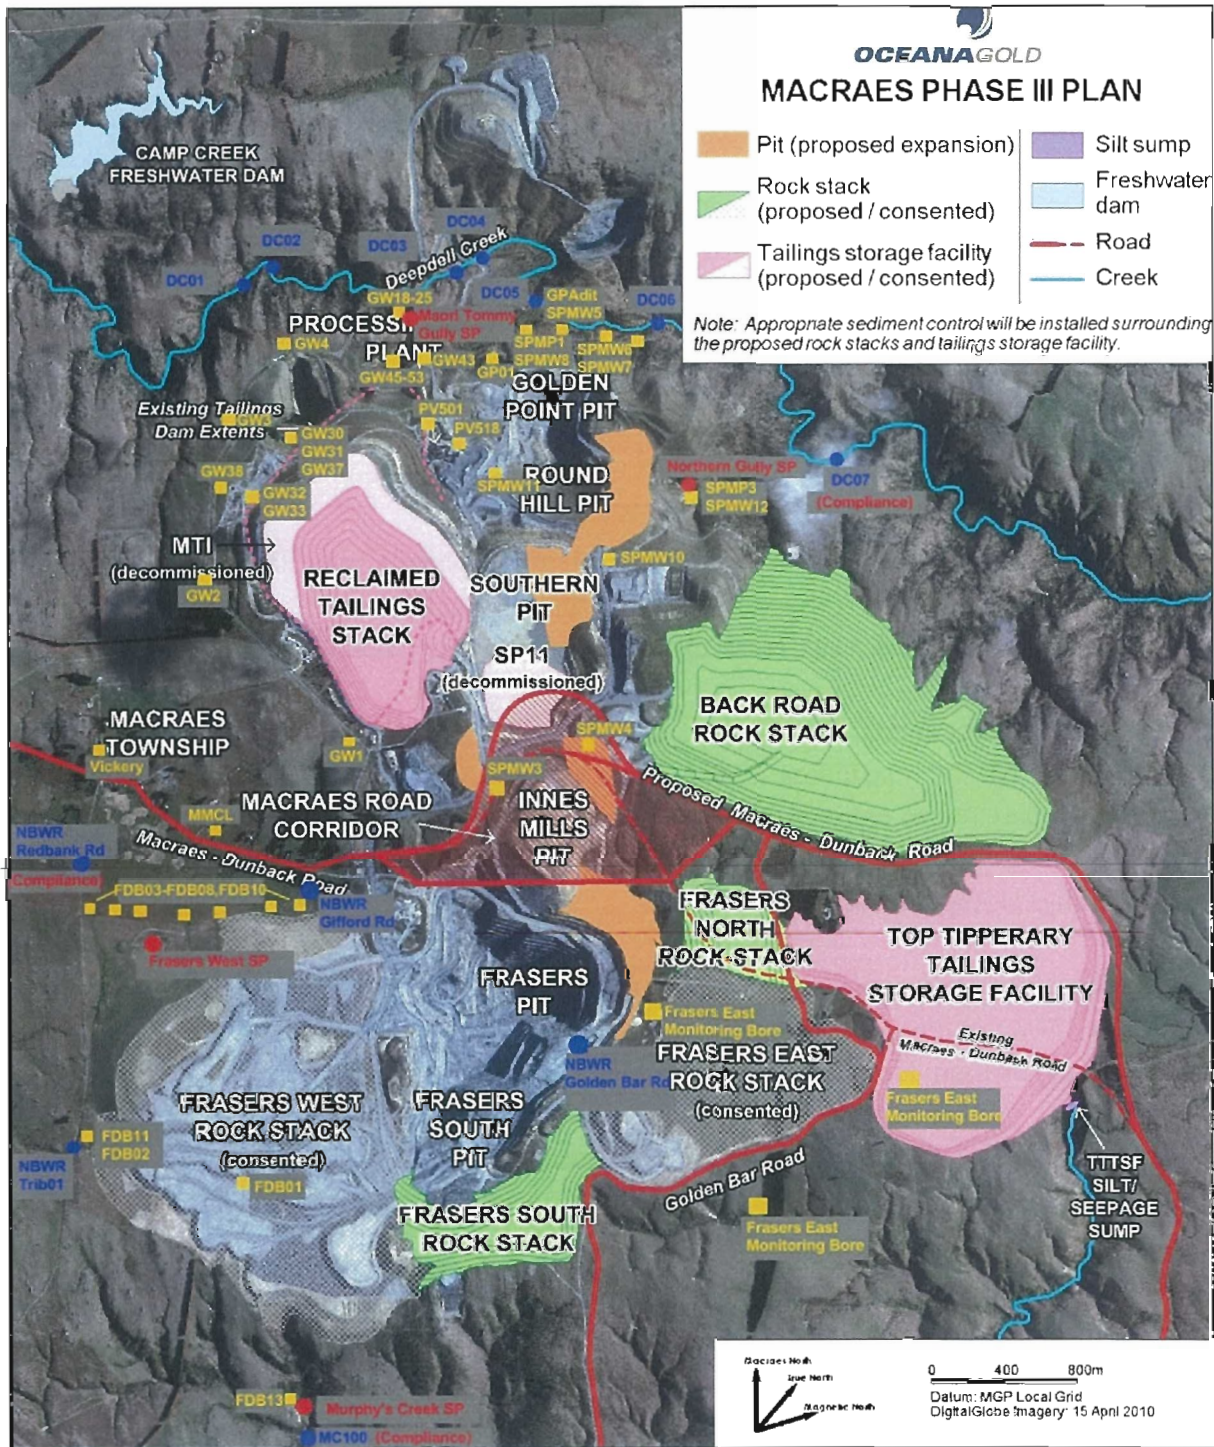 OCEANAGOLD
MACRAES PHASE III PLAN
Pit (proposed expansion)
Rock stack
(proposed / consented)
Tailings storage facility
(proposed / consented)
Silt sump
Freshwater
dam
Road
Creek
Note: Appropriate sediment control will be installed surrounding
the proposed rock stacks and tailings storage facility.
CAMP CREEK
FRESHWATER DAM
DC01
DC02
DC03
DC04
Deepdell Creek
DC05
GPAdit
SPMW5
DC06
GW18-25
Maori Tommy
Gully SP
PROCESSI
PLANT
GW4
GW43
GW45-53
GP01
SPMP1
SPMW8
SPMW6
SPMW7
GOLDEN
POINT PIT
Existing Tailings
Dam Extents
GW3
GW30
GW31
GW37
PV501
PV518
GW38
GW32
GW33
SPMW11
ROUND
HILL PIT
Northern Gully SP
SPMP3
SPMW12
DC07
(Compliance)
MTI
(decommissioned)
GW2
RECLAIMED
TAILINGS
STACK
SOUTHERN
PIT
SPMW10
SP11
(decommissioned)
BACK ROAD
ROCK STACK
MACRAES
TOWNSHIP
Vickery
GW1
SPMW4
SPMW3
MACRAES ROAD
CORRIDOR
INNES
MILLS
PIT
Proposed Macraes - Dunback Road
MMCL
NBWR
Redbank Rd
(Compliance)
Macraes - Dunback Road
FDB03-FDB08,FDB10
NBWR
Gifford Rd
Frasers West SP
FRASERS
NORTH
ROCK STACK
TOP TIPPERARY
TAILINGS
STORAGE FACILITY
FRASERS
PIT
Frasers East
Monitoring Bore
Existing
Macraes - Dunback Road
NBWR
Golden Bar Rd
FRASERS EAST
ROCK STACK
(consented)
Frasers East
Monitoring Bore
FRASERS WEST
ROCK STACK
(consented)
FRASERS
SOUTH
PIT
FDB11
FDB02
NBWR
Trib01
FDB01
Golden Bar Road
TTTSF
SILT/
SEEPAGE
SUMP
FRASERS SOUTH
ROCK STACK
Frasers East
Monitoring Bore
FDB13
Murphy's Creek SP
MC100 (Compliance)
Macraes North
True North
Magnetic North
0 400 800m
Datum: MGP Local Grid
DigitalGlobe Imagery: 15 April 2010